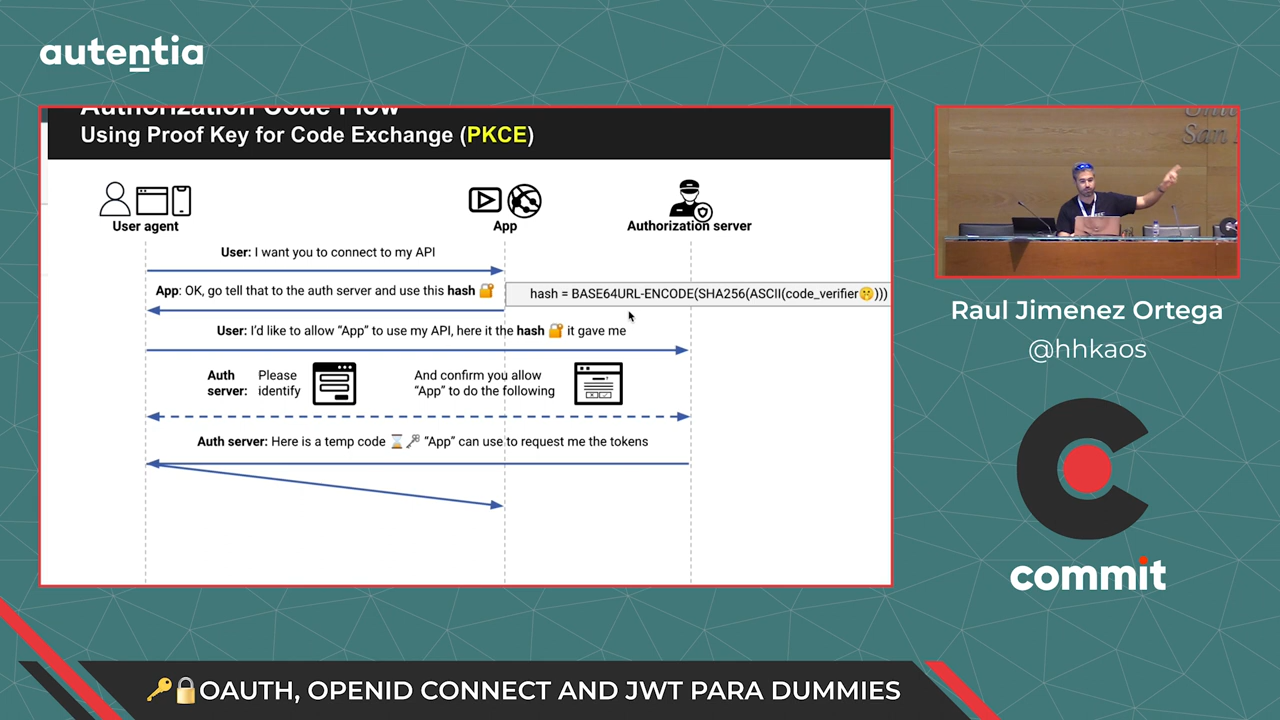 autentia
Authorization Code Flow
Using Proof Key for Code Exchange (PKCE)
User agent
App
Authorization server
User: I want you to connect to my API
App: OK, go tell that to the auth server and use this hash 🔐
hash = BASE64URL-ENCODE(SHA256(ASCII(code_verifier🤫)))
User: I'd like to allow “App” to use my API, here it the hash 🔐 it gave me
Auth server:
Please identify
And confirm you allow
“App” to do the following
Auth server: Here is a temp code ⌛🗝️ “App” can use to request me the tokens
San
Raul Jimenez Ortega
@hhkaos
commit
🔑🔒OAUTH, OPENID CONNECT AND JWT PARA DUMMIES